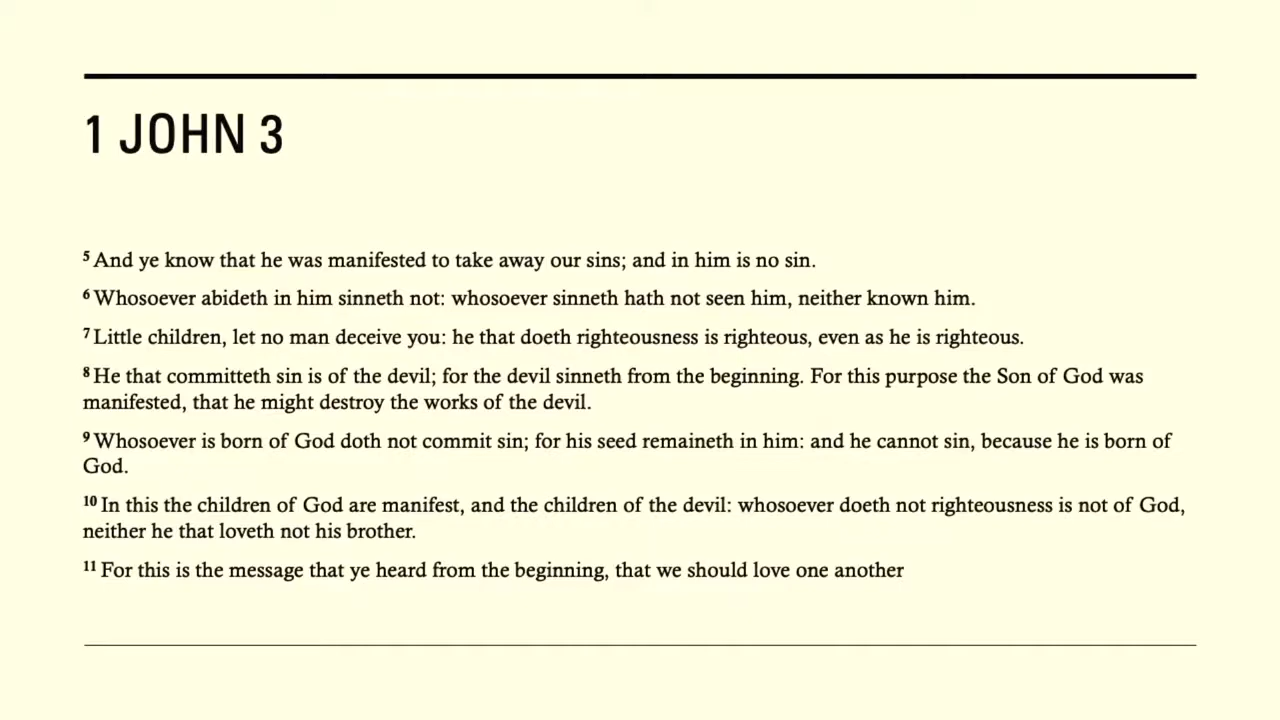 1 JOHN 3
5 And ye know that he was manifested to take away our sins; and in him is no sin.
6 Whosoever abideth in him sinneth not: whosoever sinneth hath not seen him, neither known him.
7 Little children, let no man deceive you: he that doeth righteousness is righteous, even as he is righteous.
8 He that committeth sin is of the devil; for the devil sinneth from the beginning. For this purpose the Son of God was
manifested, that he might destroy the works of the devil.
9 Whosoever is born of God doth not commit sin; for his seed remaineth in him: and he cannot sin, because he is born of
God.
10 In this the children of God are manifest, and the children of the devil: whosoever doeth not righteousness is not of God,
neither he that loveth not his brother.
11 For this is the message that ye heard from the beginning, that we should love one another